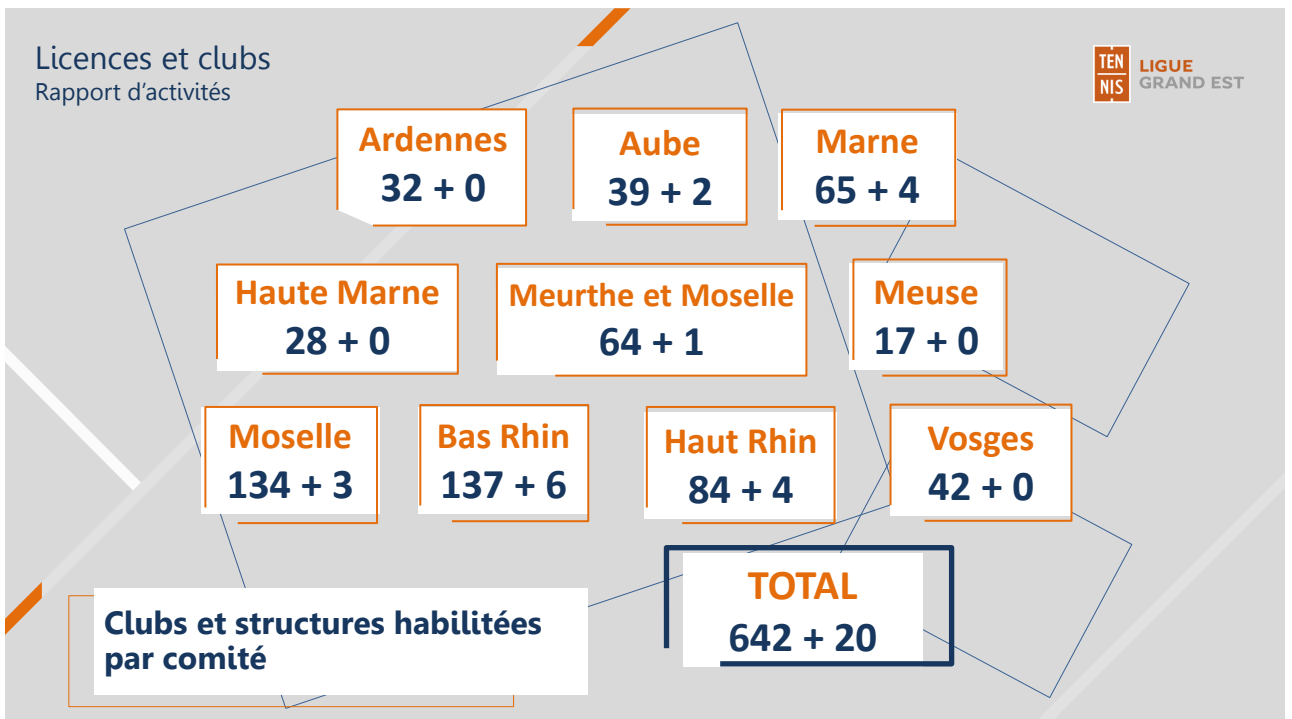 Licences et clubs
Rapport d'activités
TEN
NIS
LIGUE
GRAND EST
Ardennes
32 + 0
Aube
39 + 2
Marne
65 + 4
Haute Marne
28 + 0
Meurthe et Moselle
64 + 1
Meuse
17 + 0
Moselle
134 + 3
Bas Rhin
137 + 6
Haut Rhin
84 + 4
Vosges
42 + 0
TOTAL
642 + 20
Clubs et structures habilitées
par comité